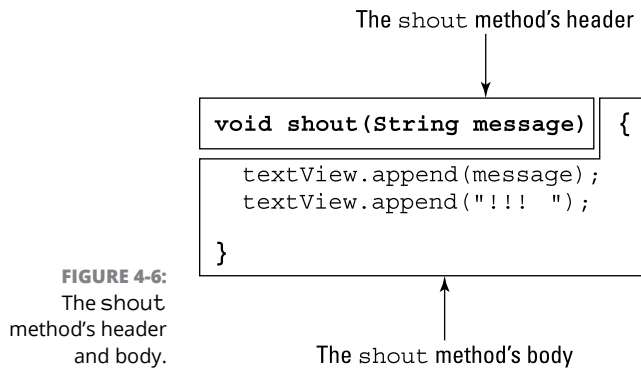 The shout method's header
void shout(String message) {
textView.append(message);
textView.append("!!!  ");
}
FIGURE 4-6:
The shout
method's header
and body.
The shout method's body